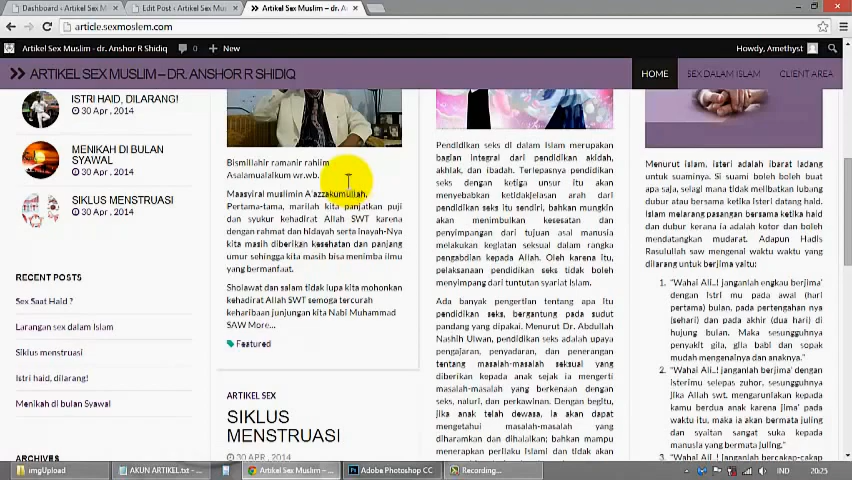 Dashboard ‹ Artikel Sex M
Edit Post ‹ Artikel Sex Mus
Artikel Sex Muslim – dr. A
article.sexmoslem.com
Artikel Sex Muslim - dr. Anshor R Shidiq
0
New
Howdy, Amethyst
ARTIKEL SEX MUSLIM – DR. ANSHOR R SHIDIQ
HOME
SEX DALAM ISLAM
CLIENT AREA
ISTRI HAID, DILARANG!
30 Apr , 2014
MENIKAH DI BULAN
SYAWAL
30 Apr , 2014
SIKLUS MENSTRUASI
30 Apr , 2014
RECENT POSTS
Sex Saat Haid ?
Larangan sex dalam Islam
Siklus menstruasi
Istri haid, dilarang!
Menikah di bulan Syawal
ARCHIVES
Bismillahir ramanir rahiim
Asalamualalkum wr.wb.
Maasyiral muslimin A'azzakumullah,
Pertama-tama, marilah kita panjatkan puji
dan syukur kehadirat Allah SWT karena
dengan rahmat dan hidayah serta inayah-Nya
kita masih diberikan kesehatan dan panjang
umur sehingga kita masih bisa menimba ilmu
yang bermanfaat.
Sholawat dan salam tidak lupa kita mohonkan
kehadirat Allah SWT semoga tercurah
keharibaan junjungan kita Nabi Muhammad
SAW More...
Featured
ARTIKEL SEX
SIKLUS
MENSTRUASI
30 APR , 2014
Pendidikan seks di dalam Islam merupakan
bagian integral dari pendidikan akidah,
akhlak, dan ibadah. Terlepasnya pendidikan
seks dengan ketiga unsur itu akan
menyebabkan ketidakjelasan arah dari
pendidikan seks itu sendiri, bahkan mungkin
akan menimbulkan kesesatan dan
penyimpangan dari tujuan asal manusia
melakukan kegiatan seksual dalam rangka
pengabdian kepada Allah. Oleh karena itu,
pelaksanaan pendidikan seks tidak boleh
menyimpang dari tuntutan syariat Islam.
Ada banyak pengertian tentang apa itu
pendidikan seks, bergantung pada sudut
pandang yang dipakai. Menurut Dr. Abdullah
Nashih Ulwan, pendidikan seks adalah upaya
pengajaran, penyadaran, dan penerangan
tentang masalah-masalah seksual yang
diberikan kepada anak sejak ia mengerti
masalah-masalah yang berkenaan dengan
seks, naluri, dan perkawinan. Dengan begitu,
jika anak telah dewasa, ia akan dapat
mengetahui masalah-masalah yang
diharamkan dan dihalalkan; bahkan mampu
menerapkan perilaku islami dan tidak
Menurut Islam, isteri adalah ibarat ladang
untuk suaminya. Si suami boleh boleh buat
apa saja, selagi mana tidak melibatkan lubang
dubur atau bersama ketika isteri datang haid.
Islam melarang pasangan bersama ketika haid
dan dubur kerana ia adalah kotor dan boleh
mendatangkan mudarat. Adapun Hadis
Rasulullah saw mengenai waktu waktu yang
dilarang untuk berjima yaitu:
1. "Wahai Ali..! janganlah engkau berjima'
dengan Istri mu pada awal (hari
pertama) bulan, pada pertengahan nya
(sehari) dan pada akhir (dua hari) di
hujung bulan. Maka sesungguhnya
penyakit gila, gila babi dan sopak
mudah mengenainya dan anaknya."
2. "Wahai Ali..! janganlah berjima' dengan
isterimu selepas zuhor, sesungguhnya
jika Allah swt. mengaruniakan kepada
kamu berdua anak karena jima' pada
waktu itu, maka ia akan bermata juling
dan syaitan sangat suka kepada
manusia yang bermata juling."
3. "Wahai Ali..! janganlah bercakap-cakap
imgUpload
AKUN ARTIKEL.txt - ...
Artikel Sex Muslim – ...
Adobe Photoshop CC
Recording...
IND
20:25